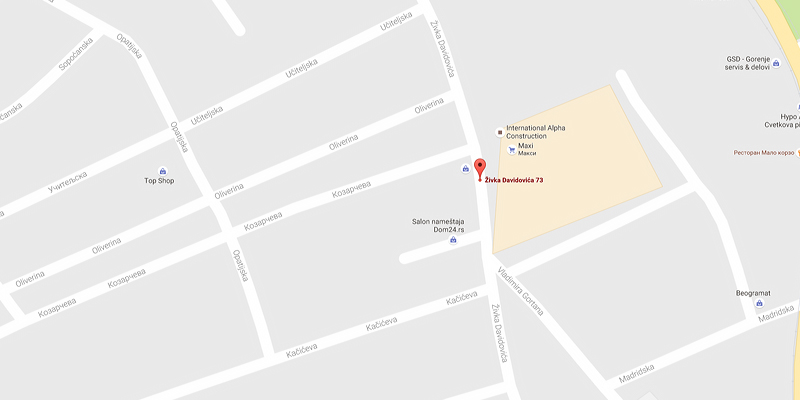 Učiteljska
Živka Davidovića
Opatijska
Sopoćanska
GSD - Gorenje
servis & delovi
Učiteljska
Oliverina
Učiteljska
Hypo
Cvetkova
International Alpha
Construction
Opatijska
Oliverina
Maxi
Макси
Ресторан Мало корзо
Учитељска
Top Shop
Živka Davidovića 73
Oliverina
Козарчева
Козарчева
Salon nameštaja
Dom24.rs
Oliverina
Opatijska
Oliverina
Козарчева
Vladimira Gortana
Kačićeva
Beogramat
Козарчева
Madridska
Kačićeva
Živka Davidovića
Kačićeva
Madridska